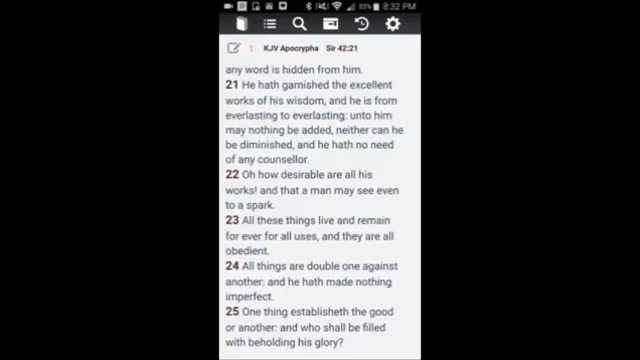 85% 8:32 PM
1 KJV Apocrypha Sir 42:21
any word is hidden from him.
21 He hath garnished the excellent
works of his wisdom, and he is from
everlasting to everlasting: unto him
may nothing be added, neither can he
be diminished, and he hath no need
of any counsellor.
22 Oh how desirable are all his
works! and that a man may see even
to a spark.
23 All these things live and remain
for ever for all uses, and they are all
obedient.
24 All things are double one against
another: and he hath made nothing
imperfect.
25 One thing establisheth the good
or another: and who shall be filled
with beholding his glory?